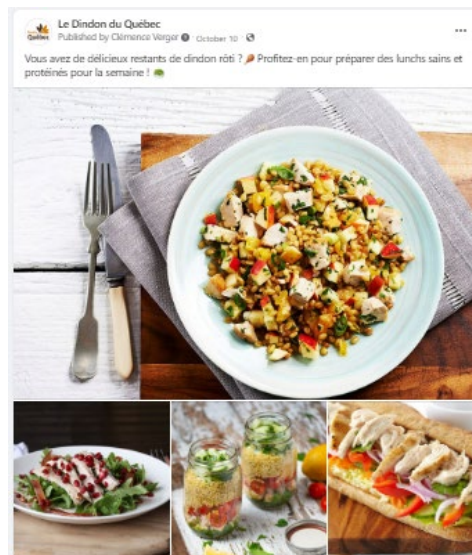 Le Dindon du Québec
Published by Clémence Verger · October 10 ·
Vous avez de délicieux restants de dindon rôti ? 🍗 Profitez-en pour préparer des lunchs sains et
protéinés pour la semaine ! 🥗